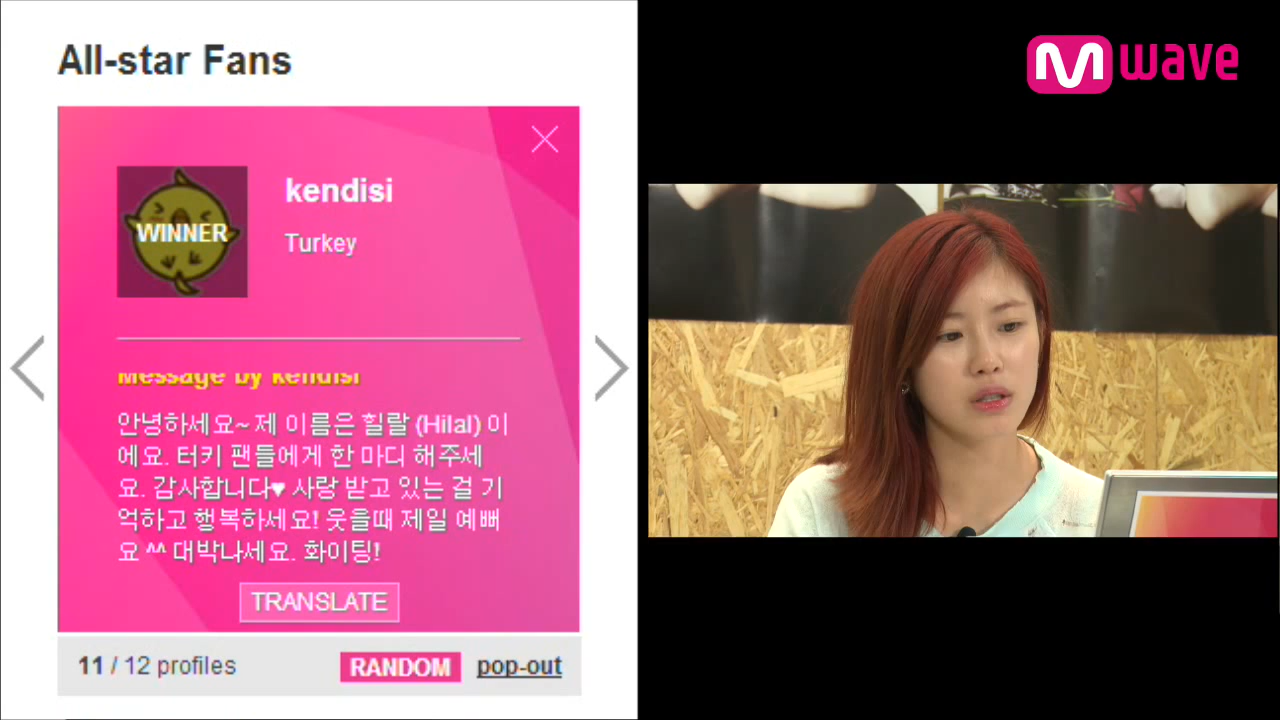 All-star Fans
M wave
WINNER
kendisi
Turkey
Message by kendisi
안녕하세요~ 제 이름은 힐랄 (Hilal) 이
에요. 터키 팬들에게 한 마디 해주세
요. 감사합니다♥ 사랑 받고 있는 걸 기
억하고 행복하세요! 웃을때 제일 예뻐
요 ^^ 대박나세요. 화이팅!
TRANSLATE
11 / 12 profiles
RANDOM
pop-out